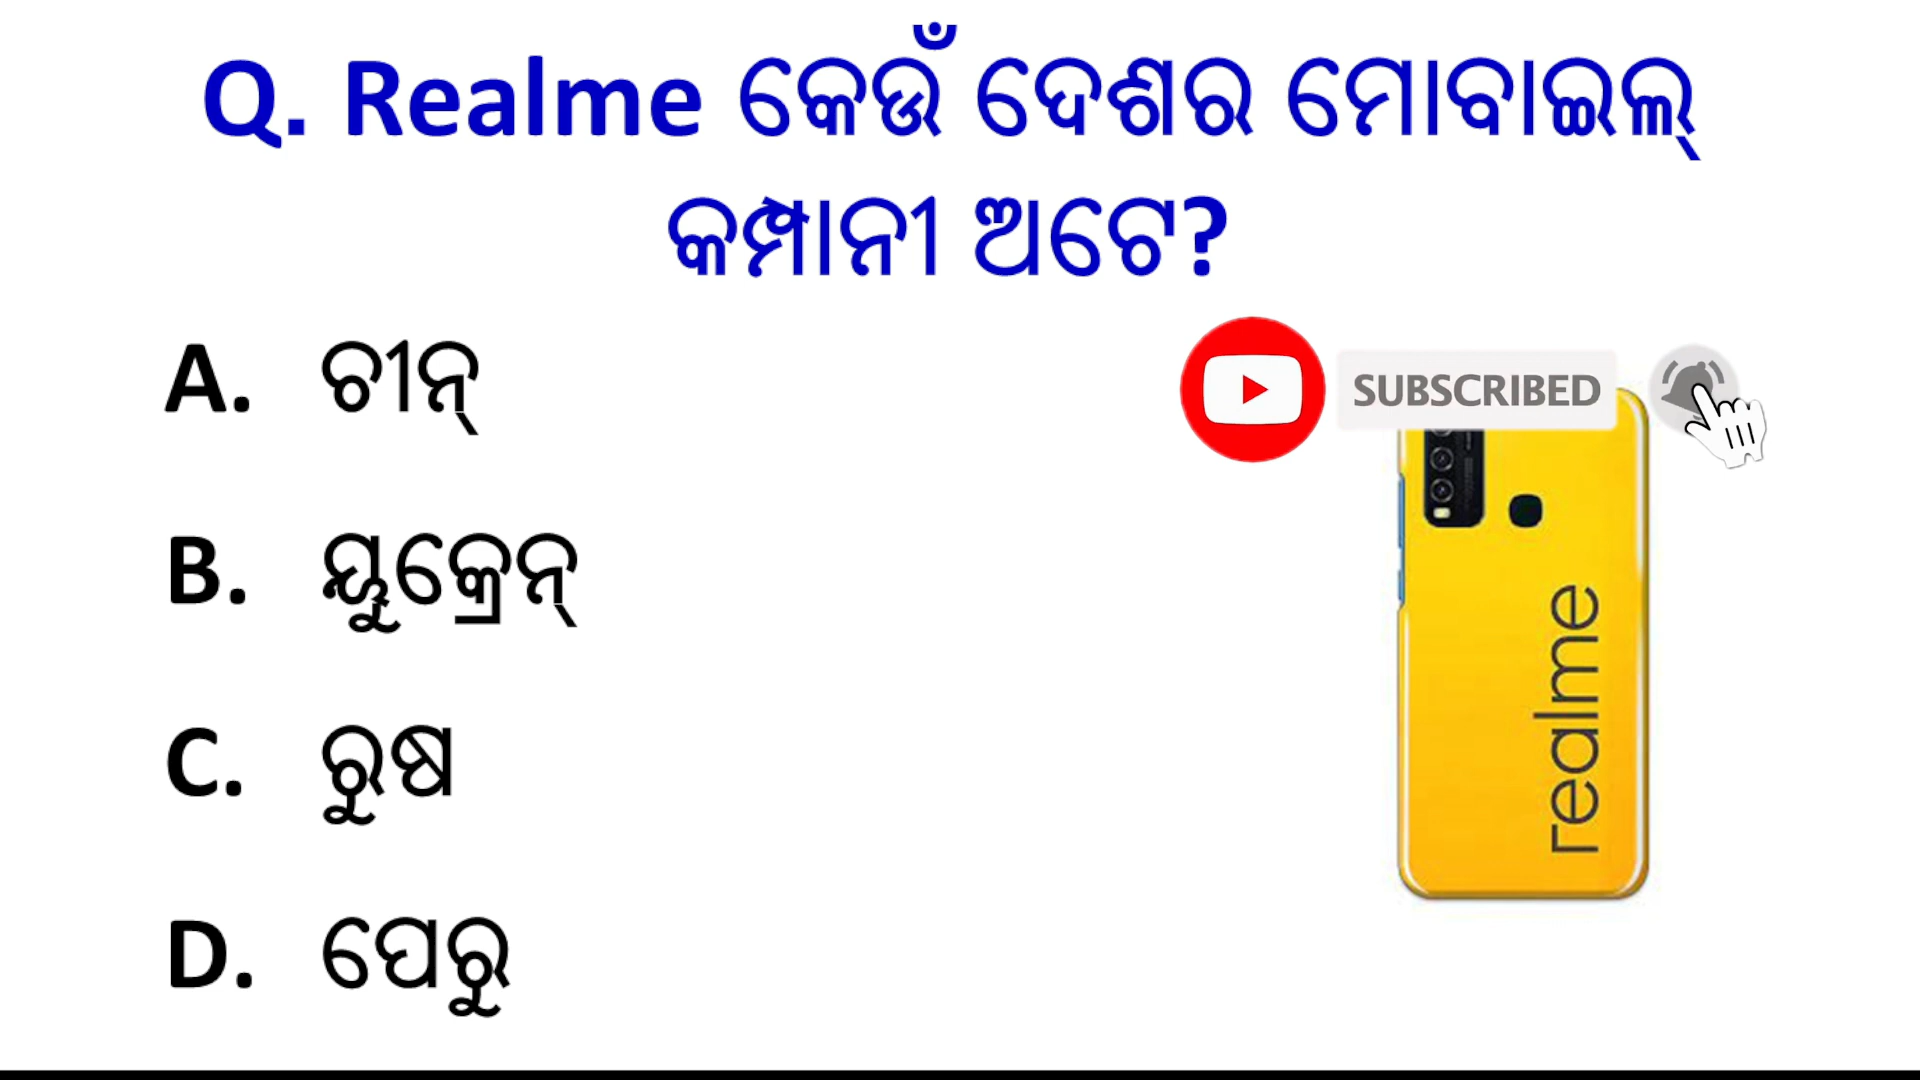 Q. Realme କେଉଁ ଦେଶର ମୋବାଇଲ୍
କମ୍ପାନୀ ଅଟେ?
A. ଚୀନ୍
SUBSCRIBED
B. ୟୁକ୍ରେନ୍
C. ରୁଷ
realme
D. ପେରୁ